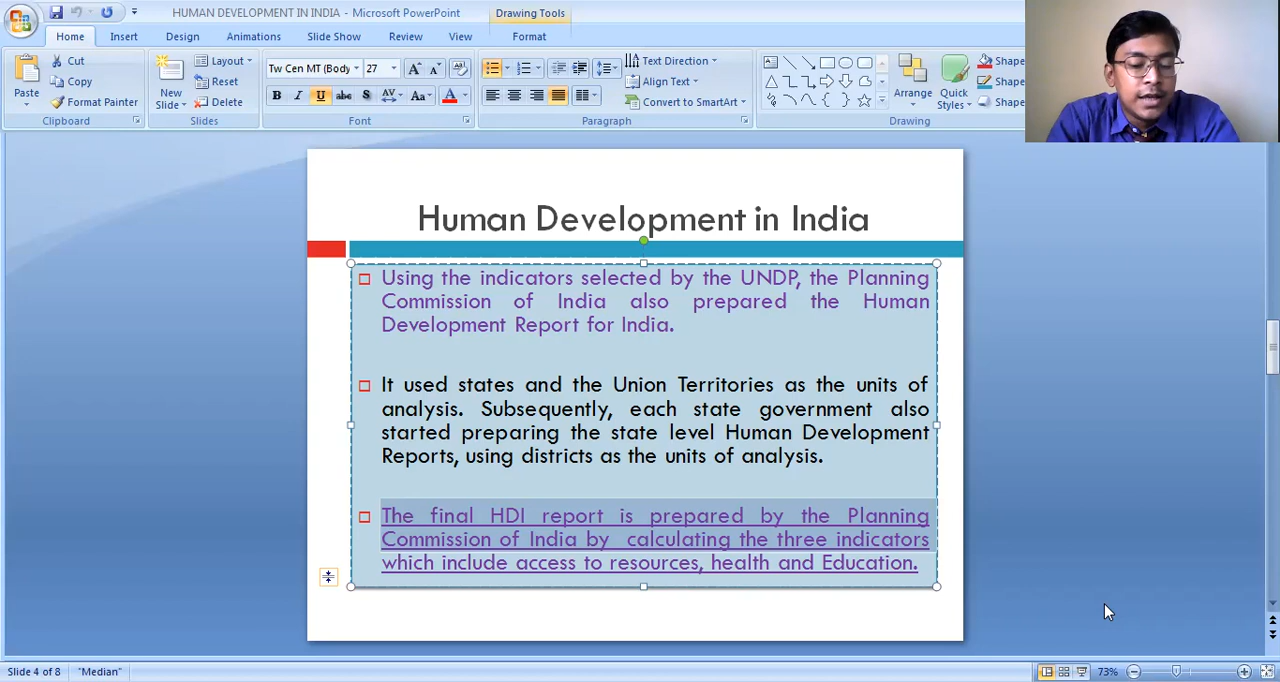 HUMAN DEVELOPMENT IN INDIA - Microsoft PowerPoint
Drawing Tools
Home Insert Design Animations Slide Show Review View Format
Paste
Cut
Copy
Format Painter
Clipboard
New Slide
Layout
Reset
Delete
Slides
Tw Cen MT (Body 27
B I U abc S AV Aa A
Font
Text Direction
Align Text
Convert to SmartArt
Paragraph
Arrange
Quick Styles
Shape
Shape
Shape
Drawing
Human Development in India
Using the indicators selected by the UNDP, the Planning
Commission of India also prepared the Human
Development Report for India.
It used states and the Union Territories as the units of
analysis. Subsequently, each state government also
started preparing the state level Human Development
Reports, using districts as the units of analysis.
The final HDI report is prepared by the Planning
Commission of India by calculating the three indicators
which include access to resources, health and Education.
Slide 4 of 8 "Median" 73%